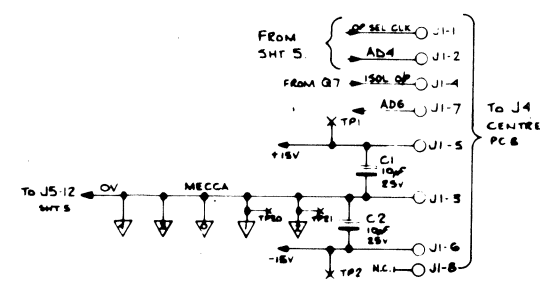 OP SEL CLK J1-1
FROM
SHT 5.
AD4 J1-2
FROM Q7 ISOL O/P J1-4
AD6 J1-7
TP1
TO J4
CENTRE
PCB
+15V J1-5
C1
10µF
25V
TO J5-12 0V MECCA J1-3
SHT 5
TP20 TP21
C2
10µF
25V
-15V J1-6
TP2 N.C. J1-8